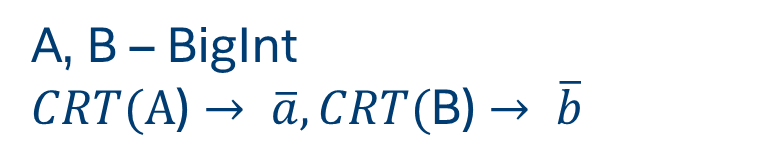 A, B – BigInt
𝐶𝑅𝑇(A) → a̅, 𝐶𝑅𝑇(B) → b̅